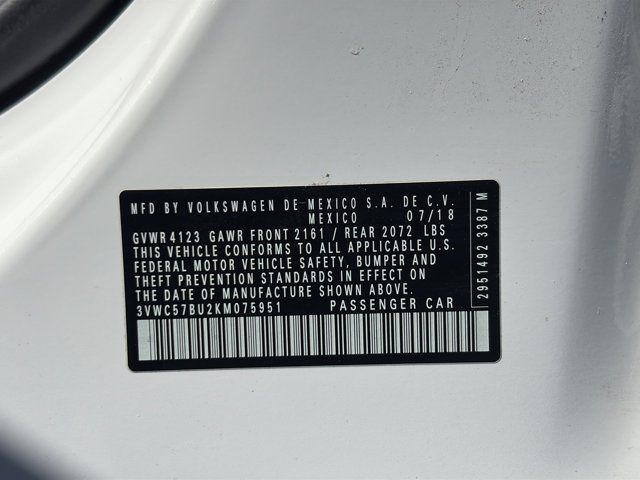 MFD BY VOLKSWAGEN DE MEXICO S.A. DE C.V.
MEXICO 07/18
GVWR 4123 GAWR FRONT 2161 / REAR 2072 LBS
THIS VEHICLE CONFORMS TO ALL APPLICABLE U.S.
FEDERAL MOTOR VEHICLE SAFETY, BUMPER AND
THEFT PREVENTION STANDARDS IN EFFECT ON
THE DATE OF MANUFACTURE SHOWN ABOVE.
3VWC57BU2KM075951 PASSENGER CAR
2951492 3387 M